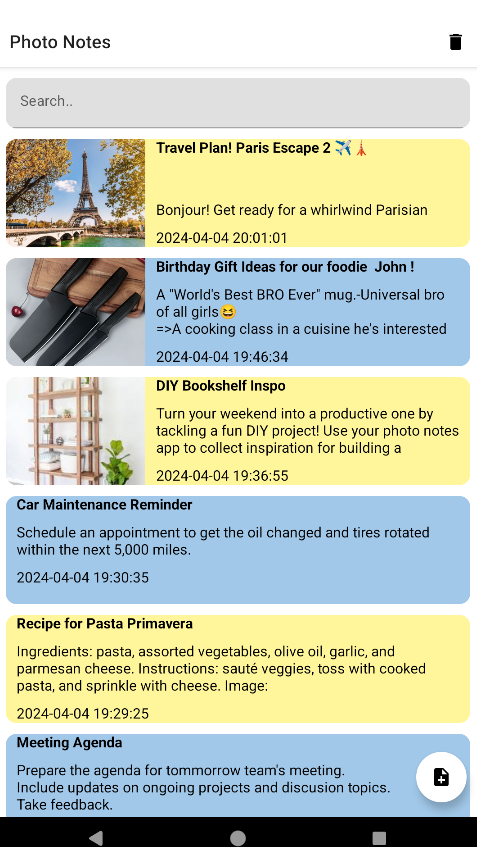 Photo Notes
Search..
Travel Plan! Paris Escape 2 ✈️🗼
Bonjour! Get ready for a whirlwind Parisian
2024-04-04 20:01:01
Birthday Gift Ideas for our foodie  John !
A "World's Best BRO Ever" mug.-Universal bro
of all girls😆
=>A cooking class in a cuisine he's interested
2024-04-04 19:46:34
DIY Bookshelf Inspo
Turn your weekend into a productive one by
tackling a fun DIY project! Use your photo notes
app to collect inspiration for building a
2024-04-04 19:36:55
Car Maintenance Reminder
Schedule an appointment to get the oil changed and tires rotated
within the next 5,000 miles.
2024-04-04 19:30:35
Recipe for Pasta Primavera
Ingredients: pasta, assorted vegetables, olive oil, garlic, and
parmesan cheese. Instructions: sauté veggies, toss with cooked
pasta, and sprinkle with cheese. Image:
2024-04-04 19:29:25
Meeting Agenda
Prepare the agenda for tommorrow team's meeting.
Include updates on ongoing projects and discusion topics.
Take feedback.